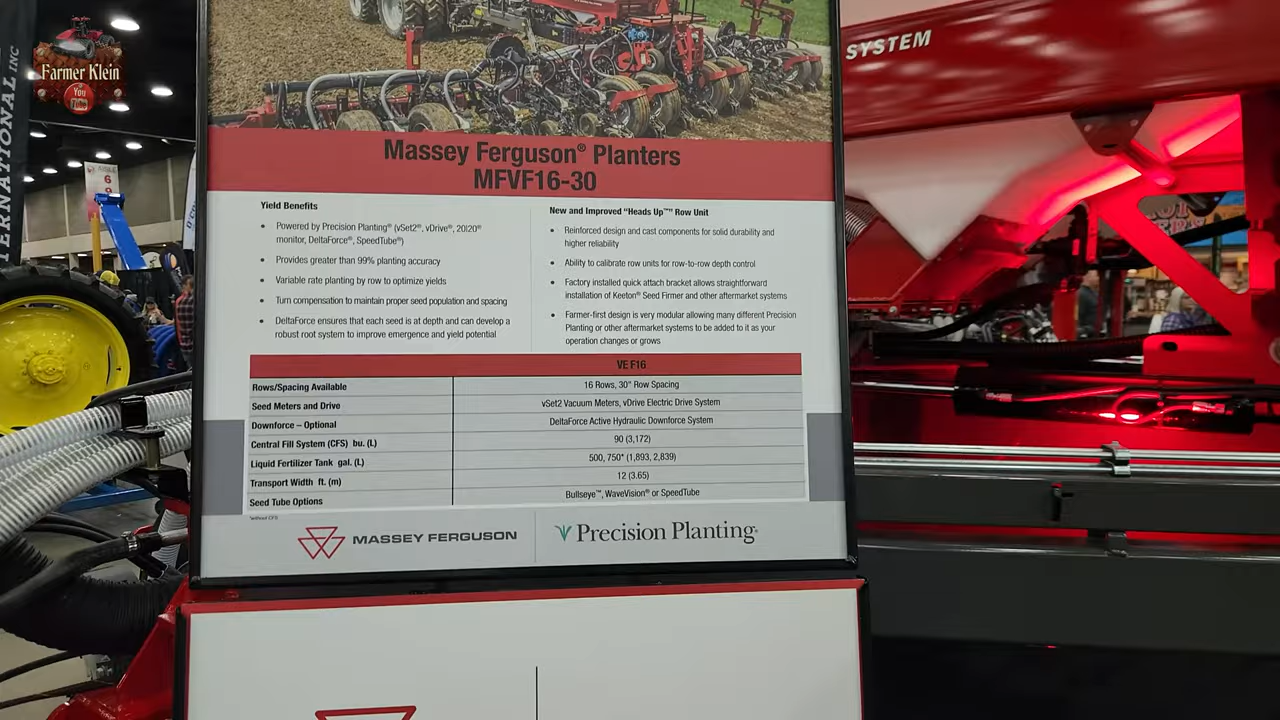 SYSTEM
Farmer Klein
You
Tube
INTERNATIONAL INC
6
Massey Ferguson® Planters
MFVF16-30
Yield Benefits
• Powered by Precision Planting® (vSet2®, vDrive®, 20|20®
monitor, DeltaForce®, SpeedTube®)
• Provides greater than 99% planting accuracy
• Variable rate planting by row to optimize yields
• Turn compensation to maintain proper seed population and spacing
• DeltaForce ensures that each seed is at depth and can develop a
robust root system to improve emergence and yield potential
New and Improved “Heads Up™” Row Unit
• Reinforced design and cast components for solid durability and
higher reliability
• Ability to calibrate row units for row-to-row depth control
• Factory installed quick attach bracket allows straightforward
installation of Keeton® Seed Firmer and other aftermarket systems
• Farmer-first design is very modular allowing many different Precision
Planting or other aftermarket systems to be added to it as your
operation changes or grows
VE F16
Rows/Spacing Available 16 Rows, 30" Row Spacing
Seed Meters and Drive vSet2 Vacuum Meters, vDrive Electric Drive System
Downforce – Optional DeltaForce Active Hydraulic Downforce System
Central Fill System (CFS) bu. (L) 90 (3,172)
Liquid Fertilizer Tank gal. (L) 500, 750* (1,893, 2,839)
Transport Width ft. (m) 12 (3.65)
Seed Tube Options Bullseye™, WaveVision® or SpeedTube
*without CFS
MASSEY FERGUSON
Precision Planting®